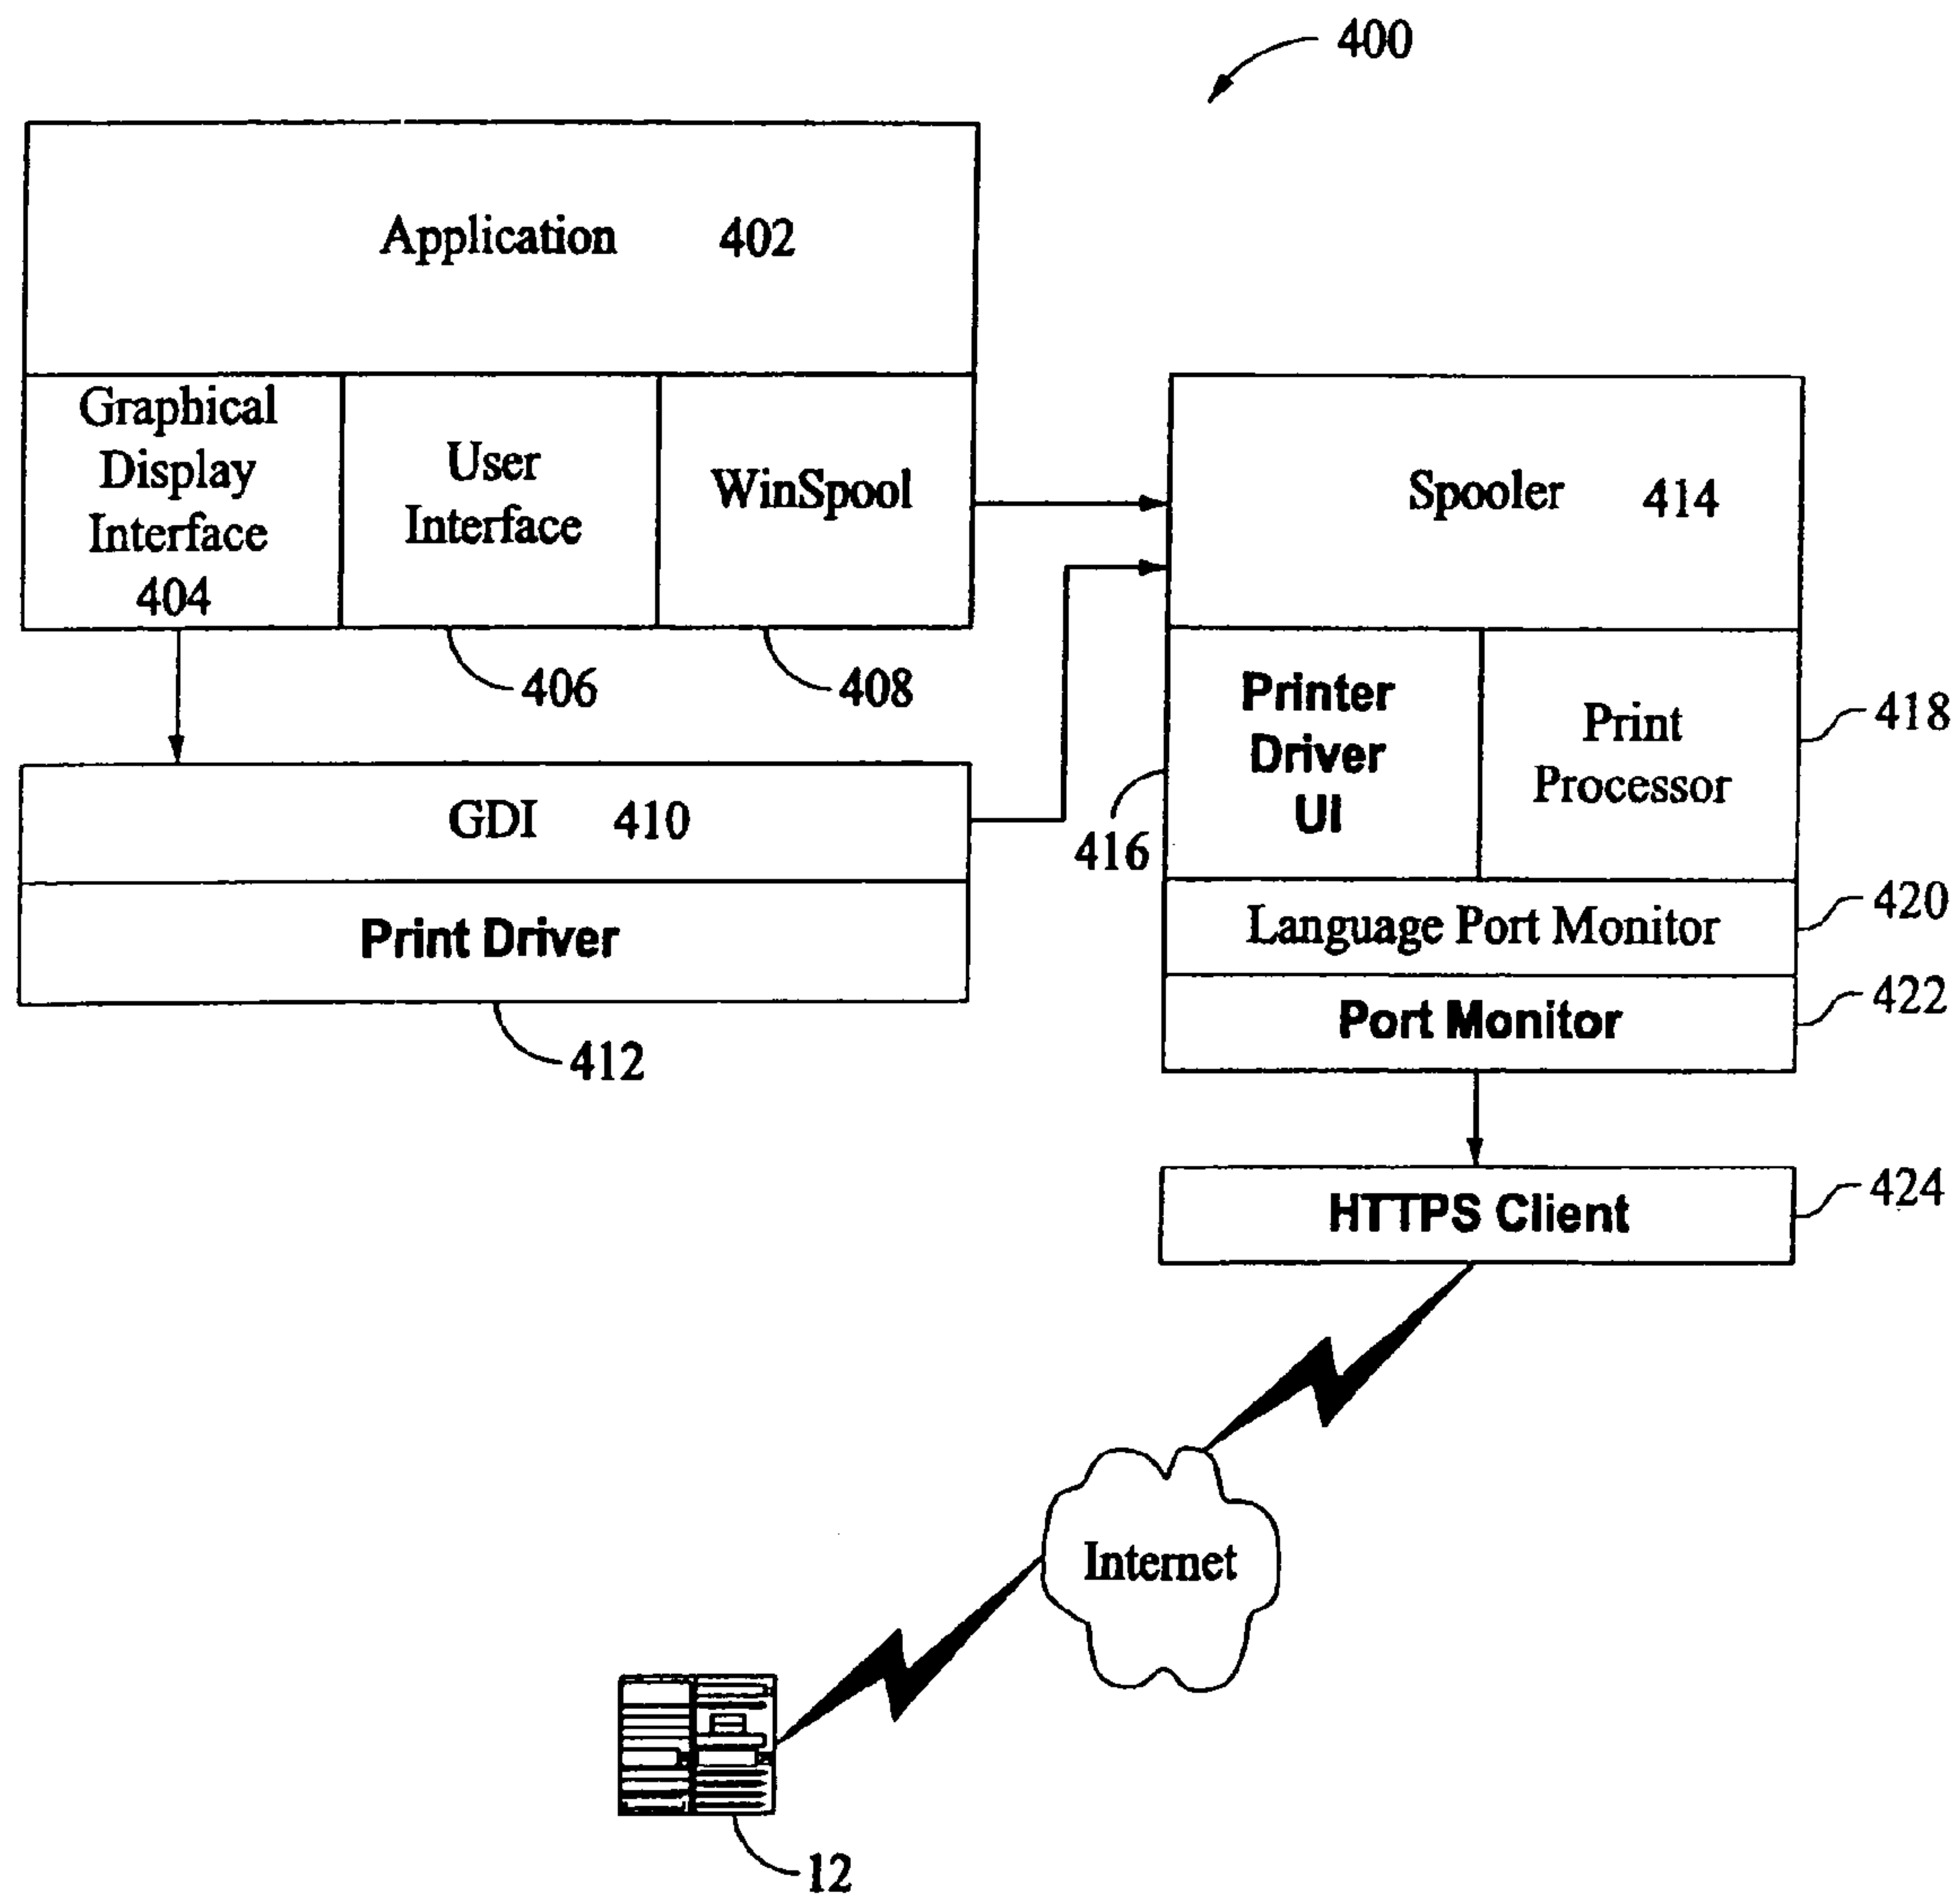 400
Application 402
Graphical
Display
Interface
404
User
Interface
WinSpool
406
408
GDI 410
Print Driver
412
Spooler 414
Printer
Driver
UI
416
Print
Processor
418
Language Port Monitor
420
Port Monitor
422
HTTPS Client
424
Internet
12